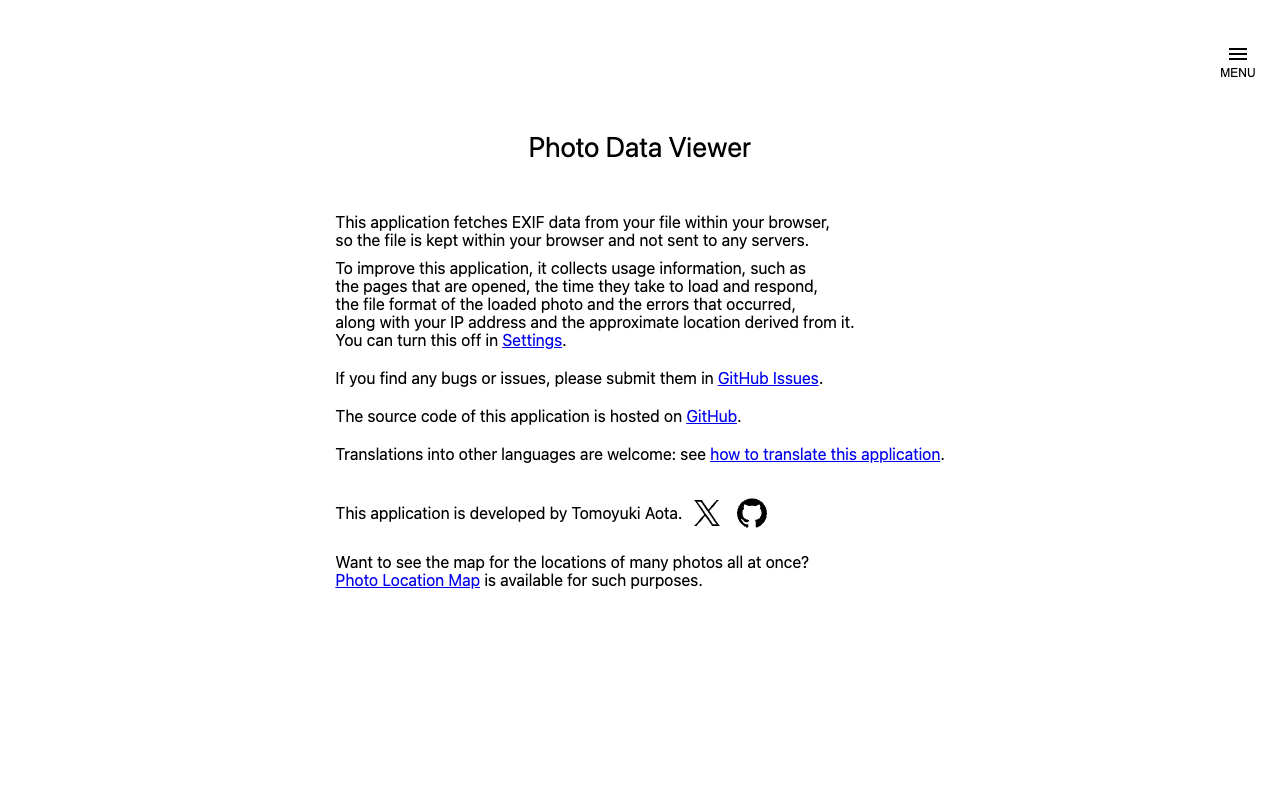 MENU
Photo Data Viewer
This application fetches EXIF data from your file within your browser,
so the file is kept within your browser and not sent to any servers.
To improve this application, it collects usage information, such as
the pages that are opened, the time they take to load and respond,
the file format of the loaded photo and the errors that occurred,
along with your IP address and the approximate location derived from it.
You can turn this off in Settings.
If you find any bugs or issues, please submit them in GitHub Issues.
The source code of this application is hosted on GitHub.
Translations into other languages are welcome: see how to translate this application.
This application is developed by Tomoyuki Aota.
Want to see the map for the locations of many photos all at once?
Photo Location Map is available for such purposes.